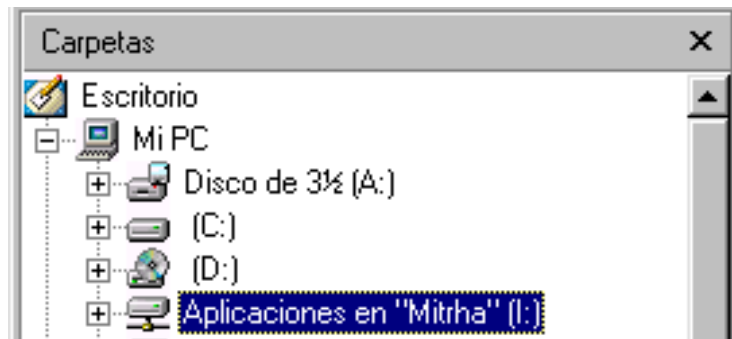 Carpetas
Escritorio
Mi PC
Disco de 3½ (A:)
(C:)
(D:)
Aplicaciones en "Mitrha" (I:)